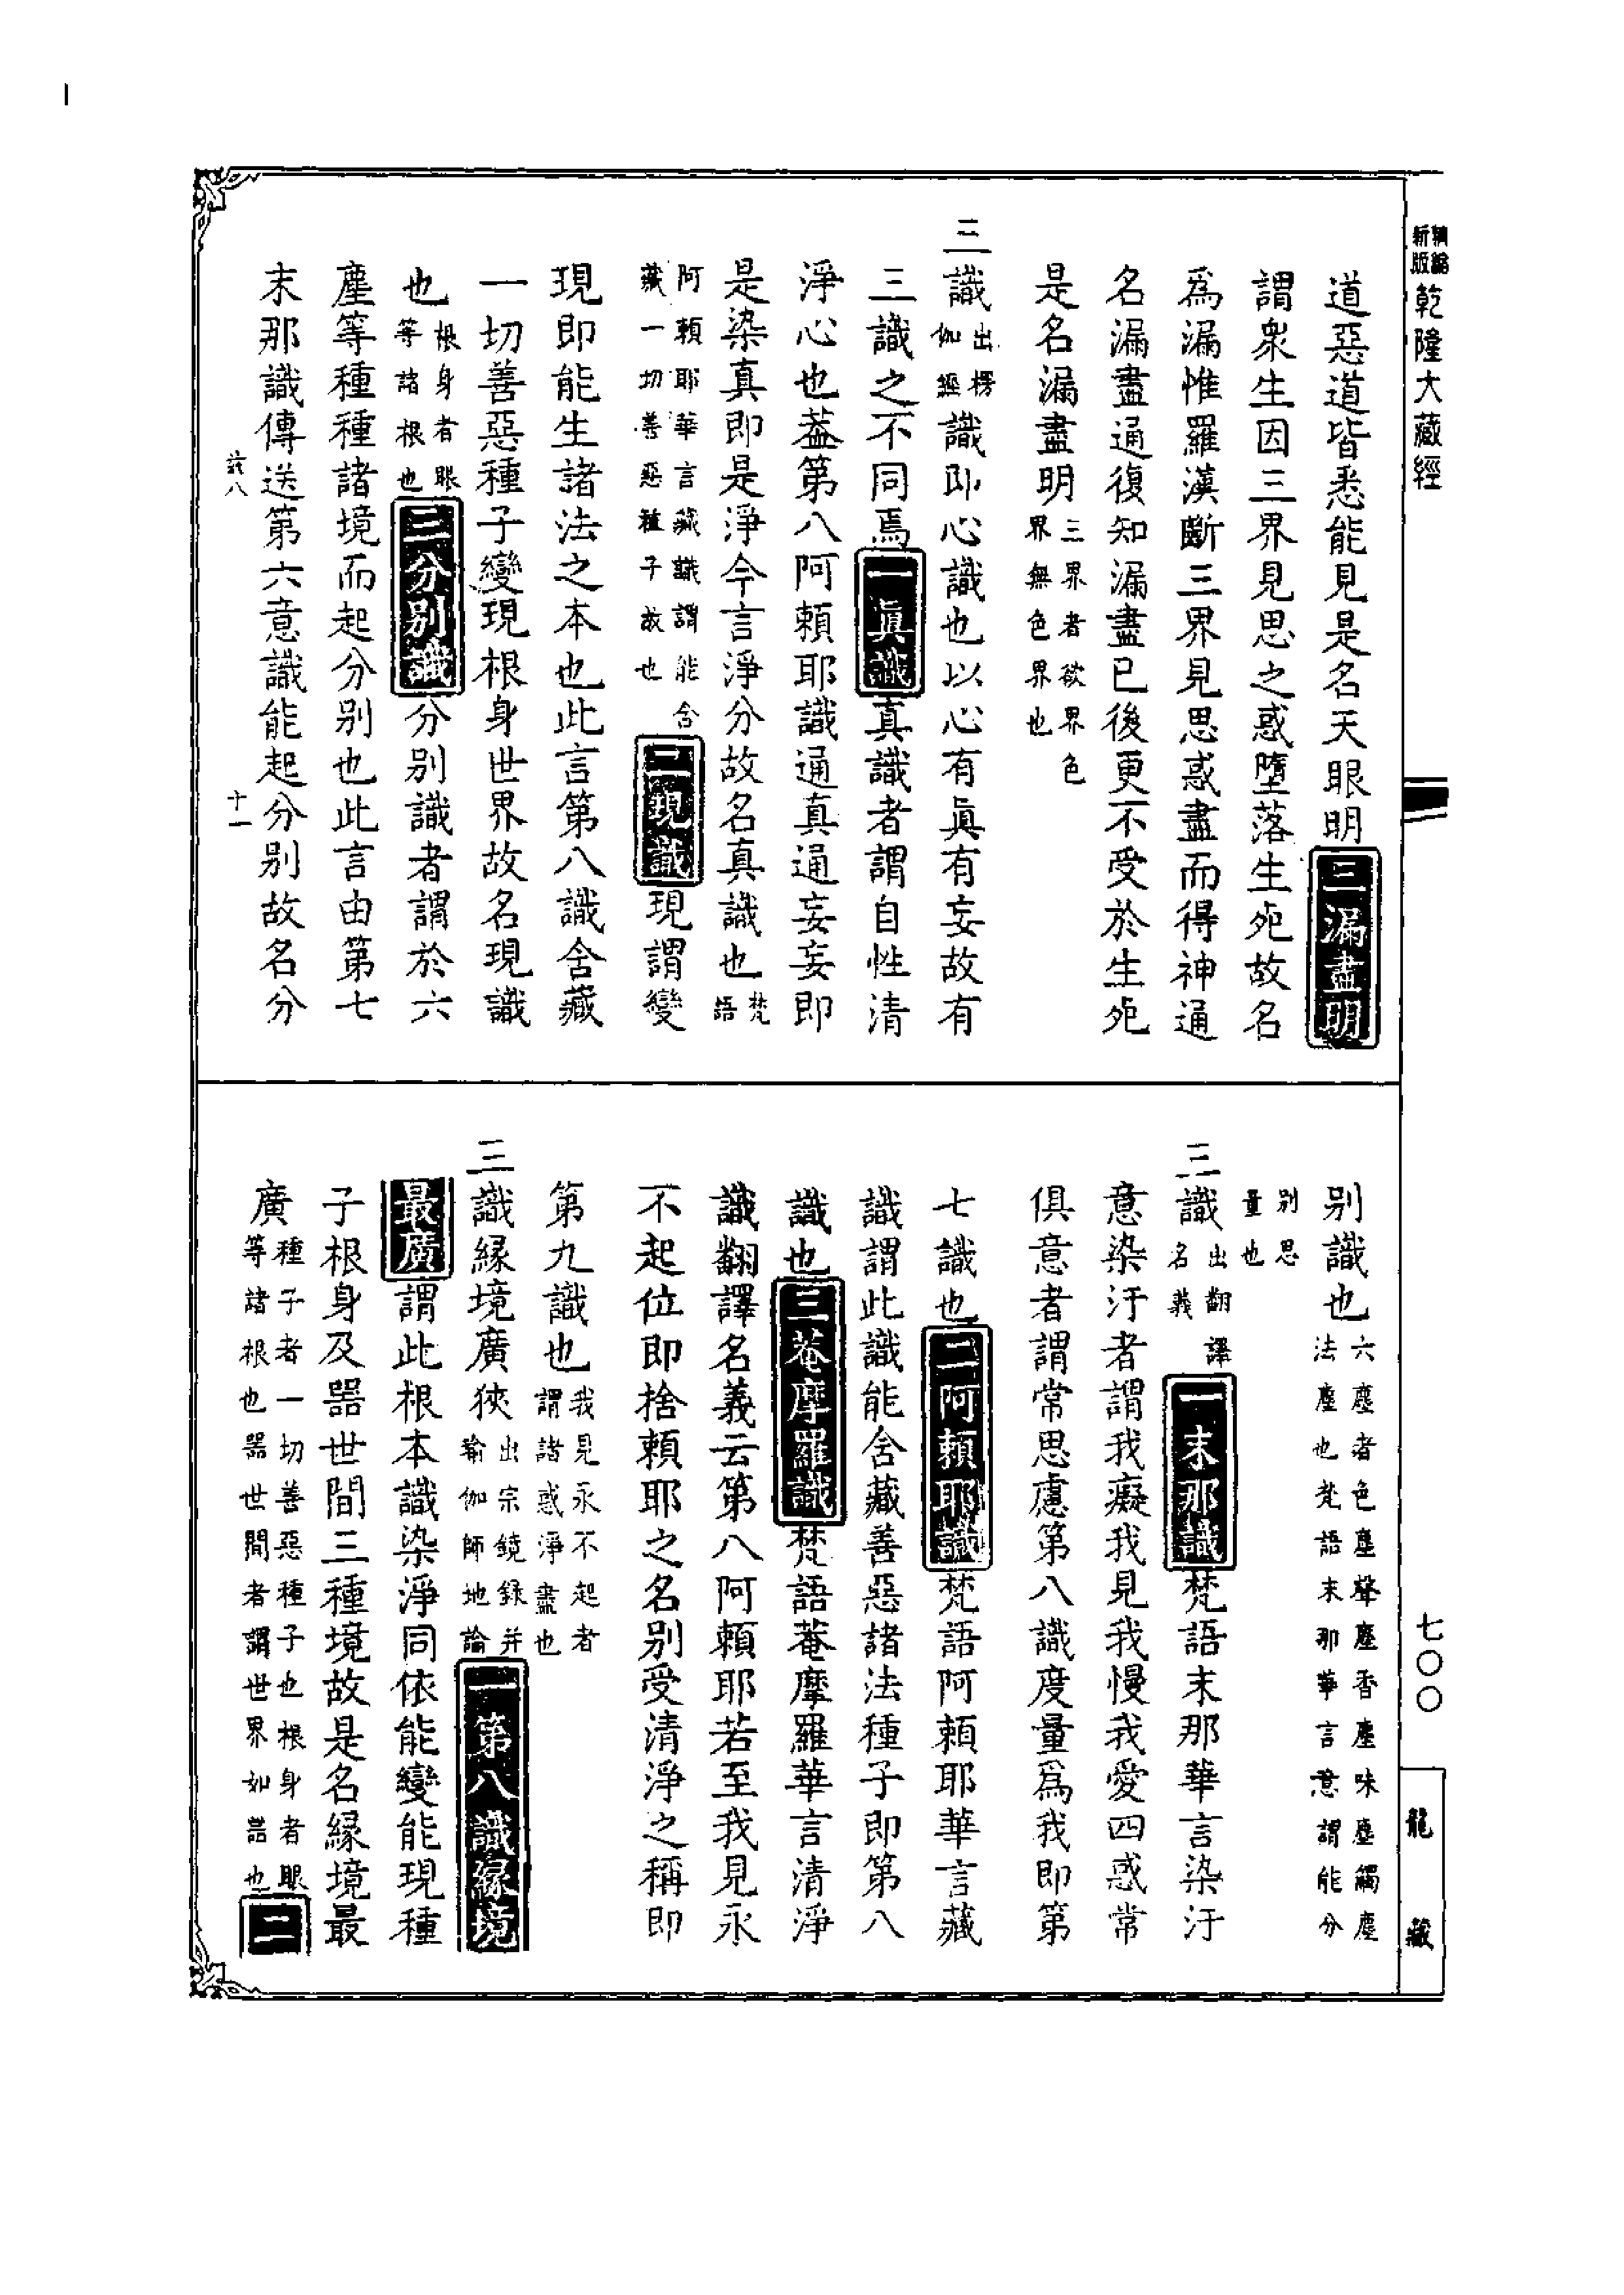 新版
精縮
乾隆大藏經
道惡道皆悉能見是名天眼明三漏盡明
謂衆生因三界見思之惑墮落生死故名
爲漏惟羅漢斷三界見思惑盡而得神通
名漏盡通復知漏盡已後更不受於生死
是名漏盡明三界者欲界色界無色界也
三識出楞伽經識即心識也以心有眞有妄故有
三識之不同焉一眞識真識者謂自性清
淨心也葢第八阿賴耶識通真通妄妄即
是染真即是淨今言淨分故名真識也梵語
阿賴耶華言藏識謂能含藏一切善惡種子故也二現識現謂變
現即能生諸法之本也此言第八識含藏
一切善惡種子變現根身世界故名現識
也根身者眼等諸根也三分別識分别識者謂於六
塵等種種諸境而起分别也此言由第七
末那識傳送第六意識能起分别故名分
十一
别識也六塵者色塵聲塵香塵味塵觸塵法塵也梵語末那華言意謂能分
别思量也
三識出翻譯名義一末那識梵語末那華言染汙
意染汙者謂我癡我見我慢我愛四惑常
俱意者謂常思慮第八識度量爲我即第
七識也二阿賴耶識梵語阿賴耶華言藏
識謂此識能含藏善惡諸法種子即第八
識也三菴摩羅識梵語菴摩羅華言清淨
識翻譯名義云第八阿賴耶若至我見永
不起位即捨賴耶之名别受清淨之稱即
第九識也我見永不起者謂諸惑淨盡也
三識緣境廣狹出宗鏡録并瑜伽師地論一第八識緣境
最廣謂此根本識染淨同依能變能現種
子根身及器世間三種境故是名緣境最
廣種子者一切善惡種子也根身者眼等諸根也器世間者謂世界如是也二
七〇〇
龍藏